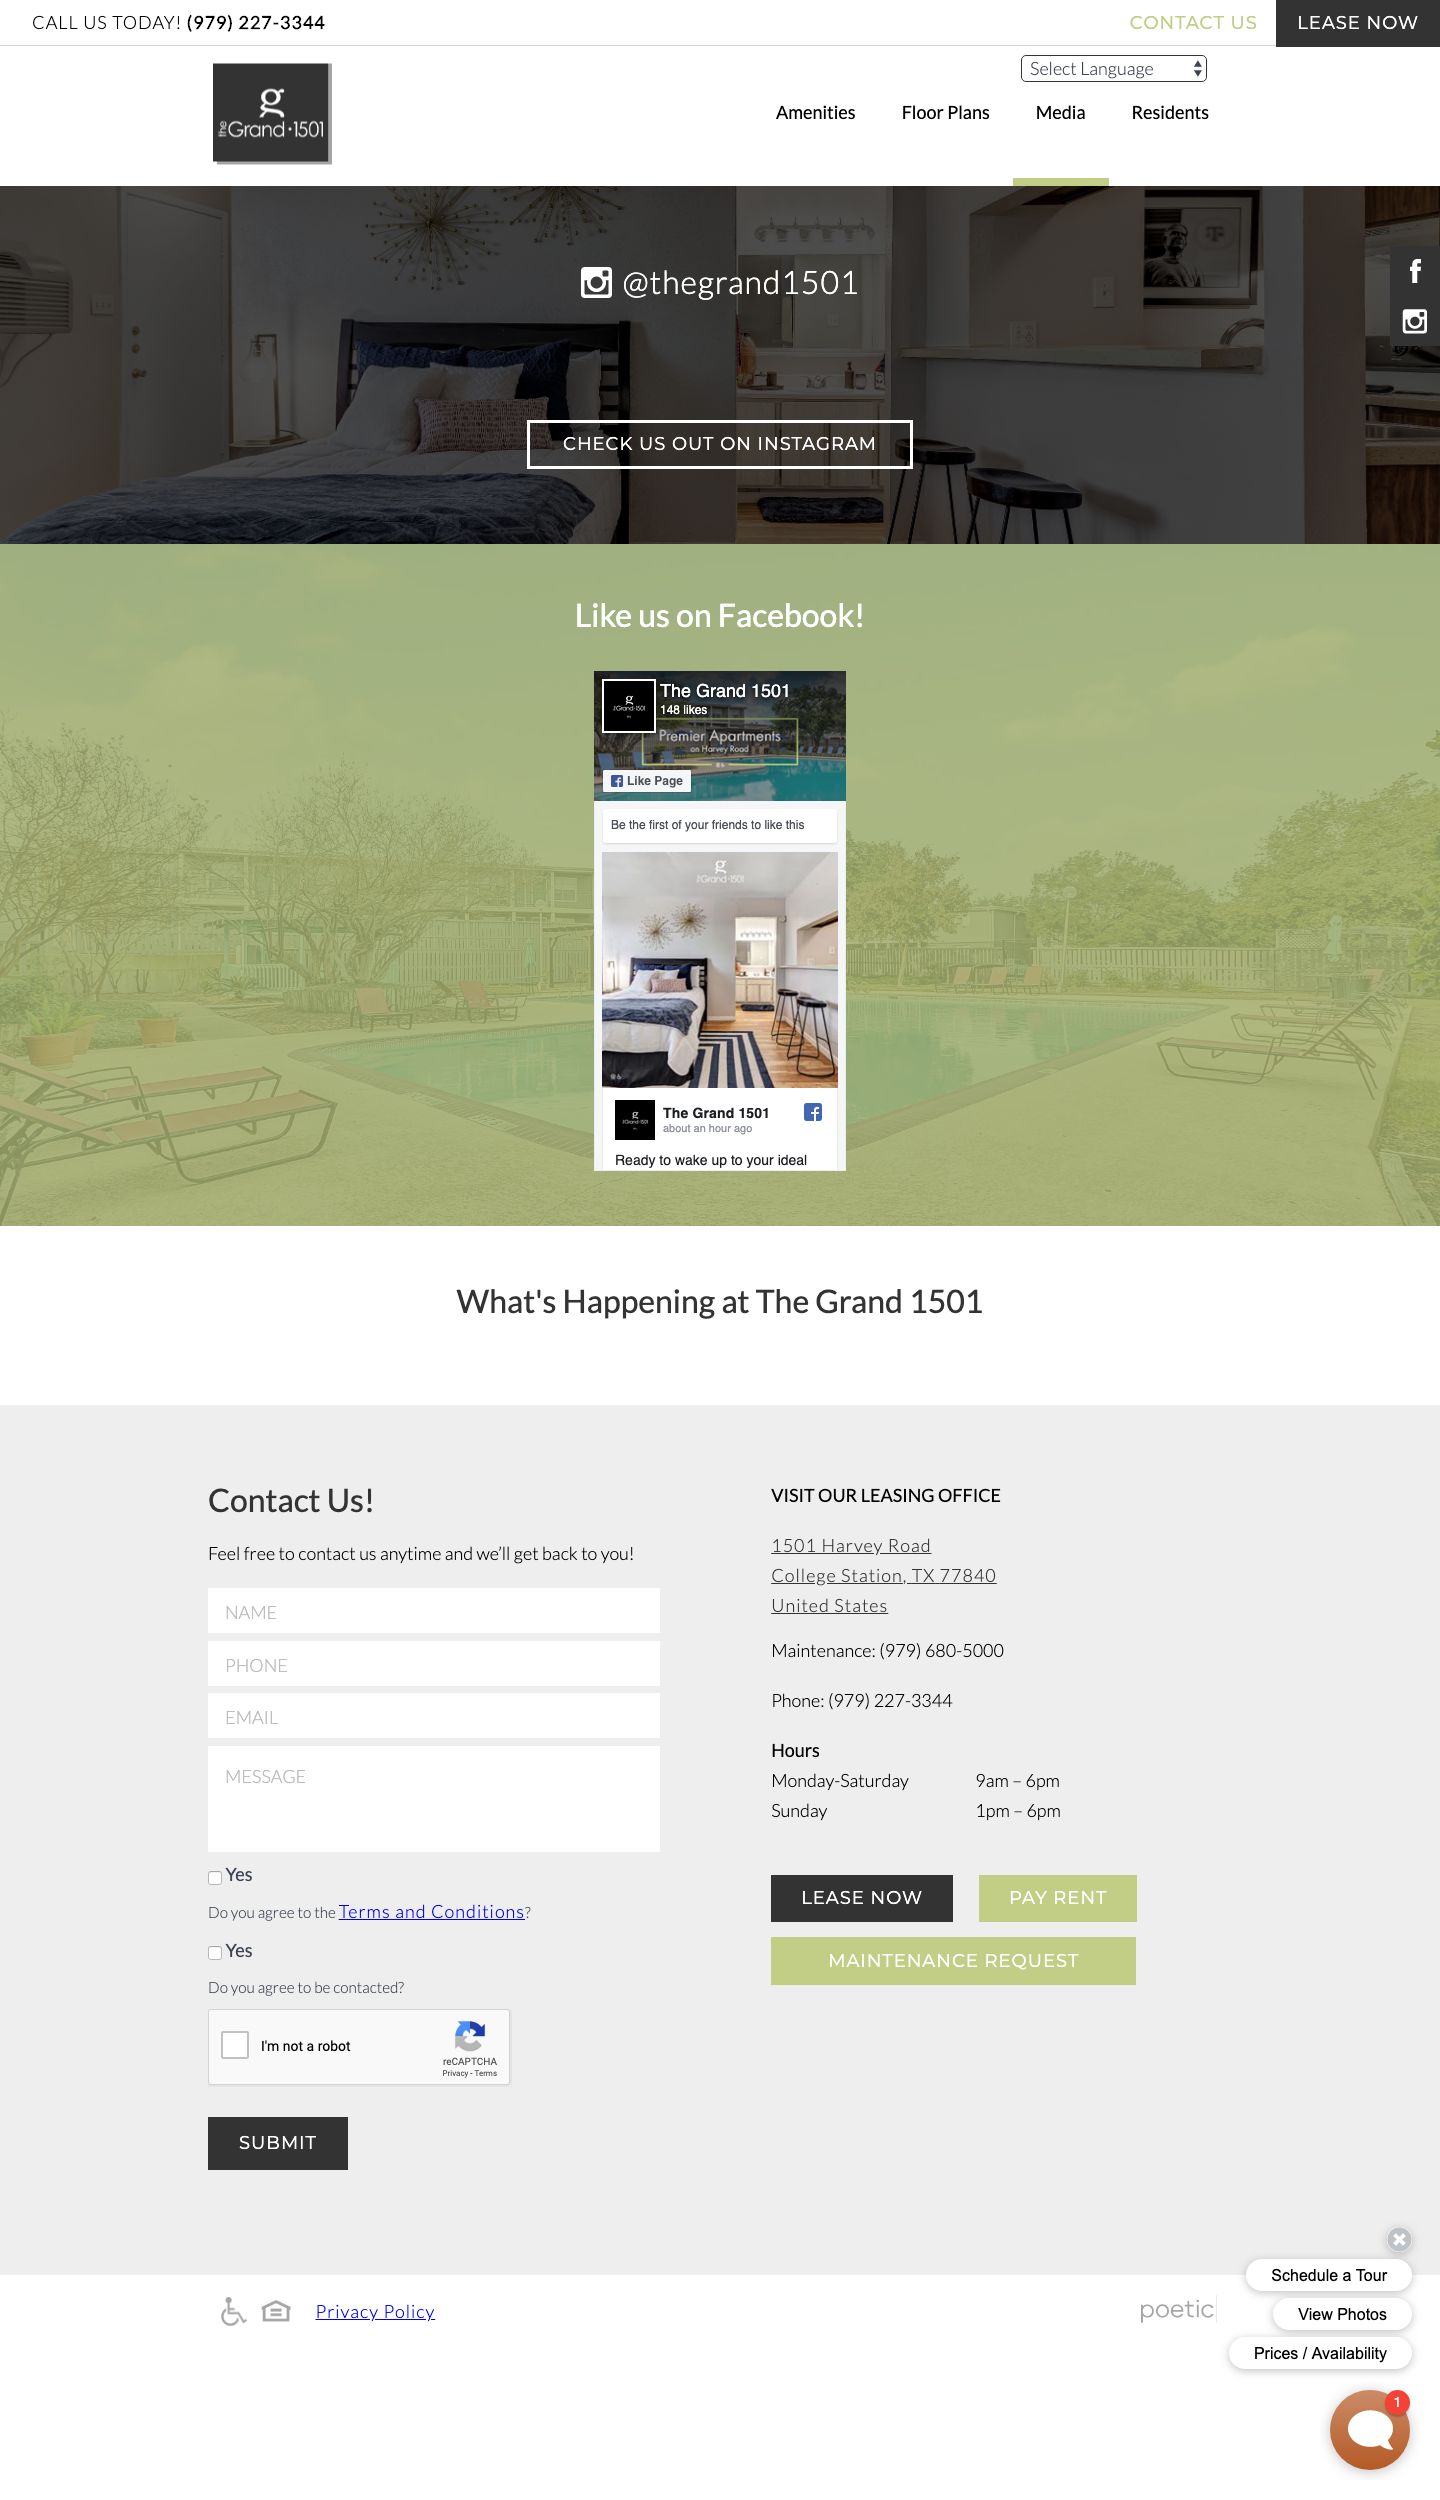 CALL US TODAY! (979) 227-3344
CONTACT US
LEASE NOW
Select Language
g
the Grand·1501
Amenities
Floor Plans
Media
Residents
@thegrand1501
CHECK US OUT ON INSTAGRAM
Like us on Facebook!
The Grand 1501
148 likes
Premier Apartments
on Harvey Road
Like Page
Be the first of your friends to like this
g
the Grand·1501
The Grand 1501
about an hour ago
Ready to wake up to your ideal
What's Happening at The Grand 1501
Contact Us!
Feel free to contact us anytime and we’ll get back to you!
NAME
PHONE
EMAIL
MESSAGE
Yes
Do you agree to the Terms and Conditions?
Yes
Do you agree to be contacted?
I'm not a robot
reCAPTCHA
Privacy - Terms
SUBMIT
VISIT OUR LEASING OFFICE
1501 Harvey Road
College Station, TX 77840
United States
Maintenance: (979) 680-5000
Phone: (979) 227-3344
Hours
Monday-Saturday 9am – 6pm
Sunday 1pm – 6pm
LEASE NOW
PAY RENT
MAINTENANCE REQUEST
Privacy Policy
poetic
Schedule a Tour
View Photos
Prices / Availability
1